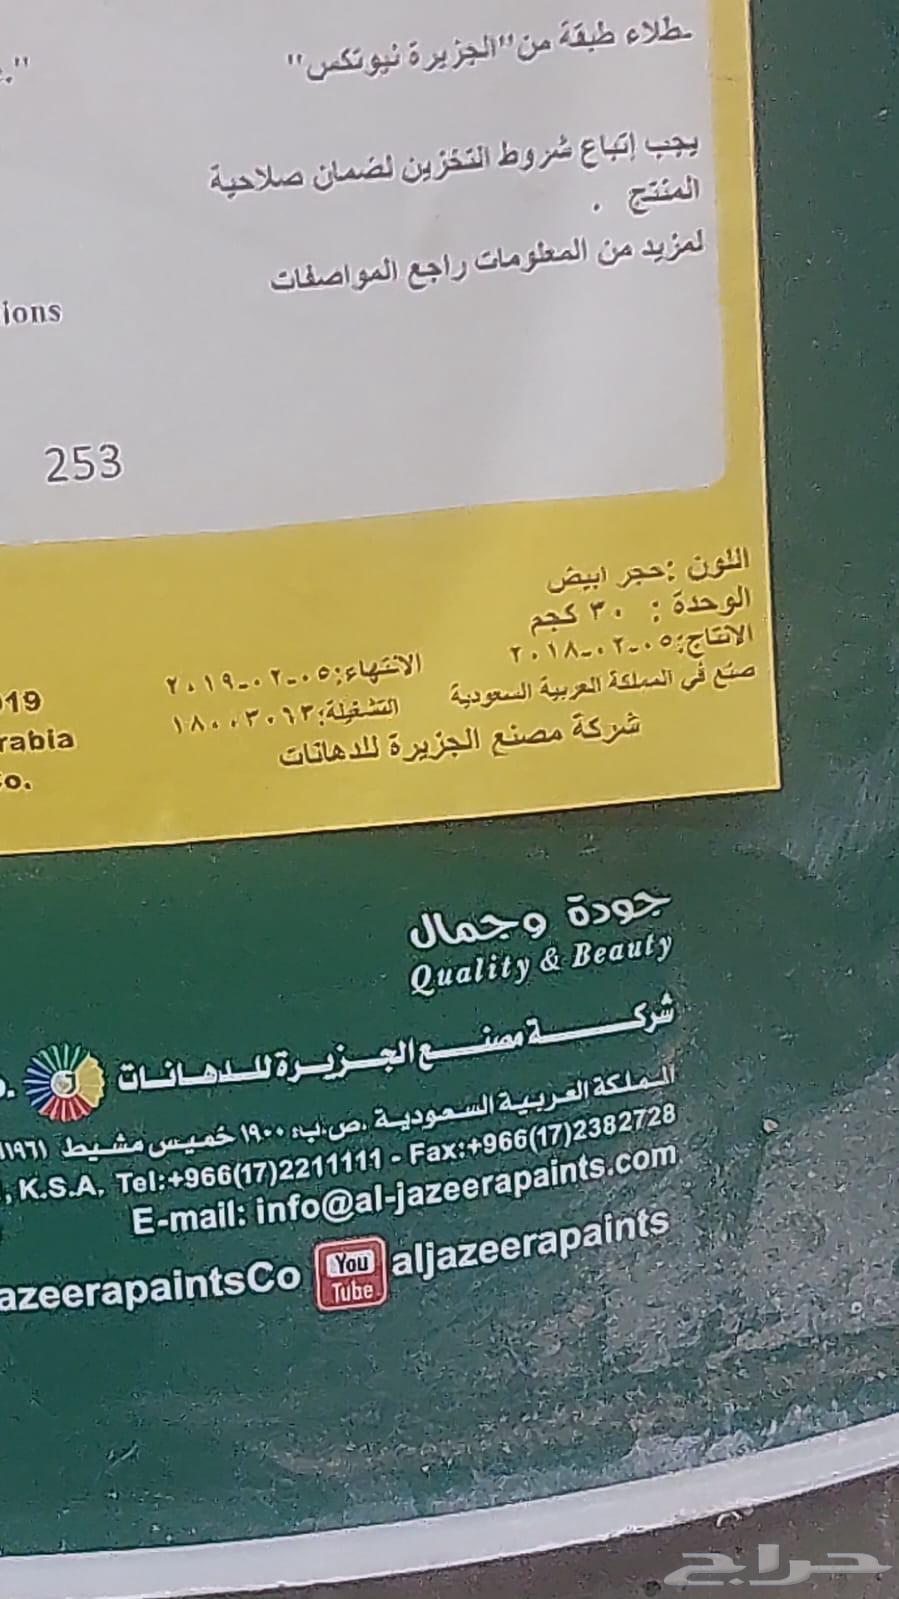 ـطلاء طبقة من"الجزيرة نيوتكس"
."
يجب إتباع شروط التخزين لضمان صلاحية
المنتج .
لمزيد من المعلومات راجع المواصفات
ions
253
اللون :حجر ابيض
الوحدة : ٣٠ كجم
الانتاج:٠٥-٠٢-٢٠١٨ الانتهاء:٠٥-٠٢-٢٠١٩
صنع في المملكة العربية السعودية التشغيلة:١٨٠٠٣٠٦٣
شركة مصنع الجزيرة للدهانات
19
rabia
o.
جودة وجمال
Quality & Beauty
شركة مصنع الجزيرة للدهانات
المملكة العربية السعودية .ص.ب: ١٩٠٠ خميس مشيط ١١٩٦١
, K.S.A. Tel:+966(17)2211111 - Fax:+966(17)2382728
E-mail: info@al-jazeerapaints.com
azeerapaintsCo You Tube aljazeerapaints
حراج